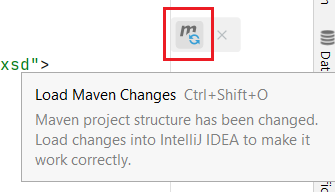 m
xsd">
Dat
Load Maven Changes Ctrl+Shift+O
Maven project structure has been changed.
Load changes into IntelliJ IDEA to make it
work correctly.